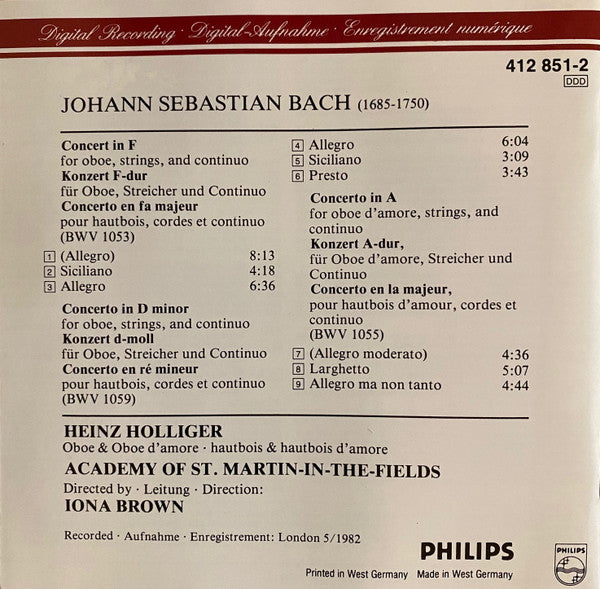 Digital Recording · Digital-Aufnahme · Enregistrement numérique
412 851-2
DDD
JOHANN SEBASTIAN BACH (1685-1750)
Concert in F
for oboe, strings, and continuo
Konzert F-dur
für Oboe, Streicher und Continuo
Concerto en fa majeur
pour hautbois, cordes et continuo
(BWV 1053)
1 (Allegro) 8:13
2 Siciliano 4:18
3 Allegro 6:36
Concerto in D minor
for oboe, strings, and continuo
Konzert d-moll
für Oboe, Streicher und Continuo
Concerto en ré mineur
pour hautbois, cordes et continuo
(BWV 1059)
4 Allegro 6:04
5 Siciliano 3:09
6 Presto 3:43
Concerto in A
for oboe d'amore, strings, and
continuo
Konzert A-dur,
für Oboe d'amore, Streicher und
Continuo
Concerto en la majeur,
pour hautbois d'amour, cordes et
continuo
(BWV 1055)
7 (Allegro moderato) 4:36
8 Larghetto 5:07
9 Allegro ma non tanto 4:44
HEINZ HOLLIGER
Oboe & Oboe d'amore · hautbois & hautbois d'amore
ACADEMY OF ST. MARTIN-IN-THE-FIELDS
Directed by · Leitung · Direction:
IONA BROWN
Recorded · Aufnahme · Enregistrement: London 5/1982
PHILIPS
PHILIPS
Printed in West Germany Made in West Germany